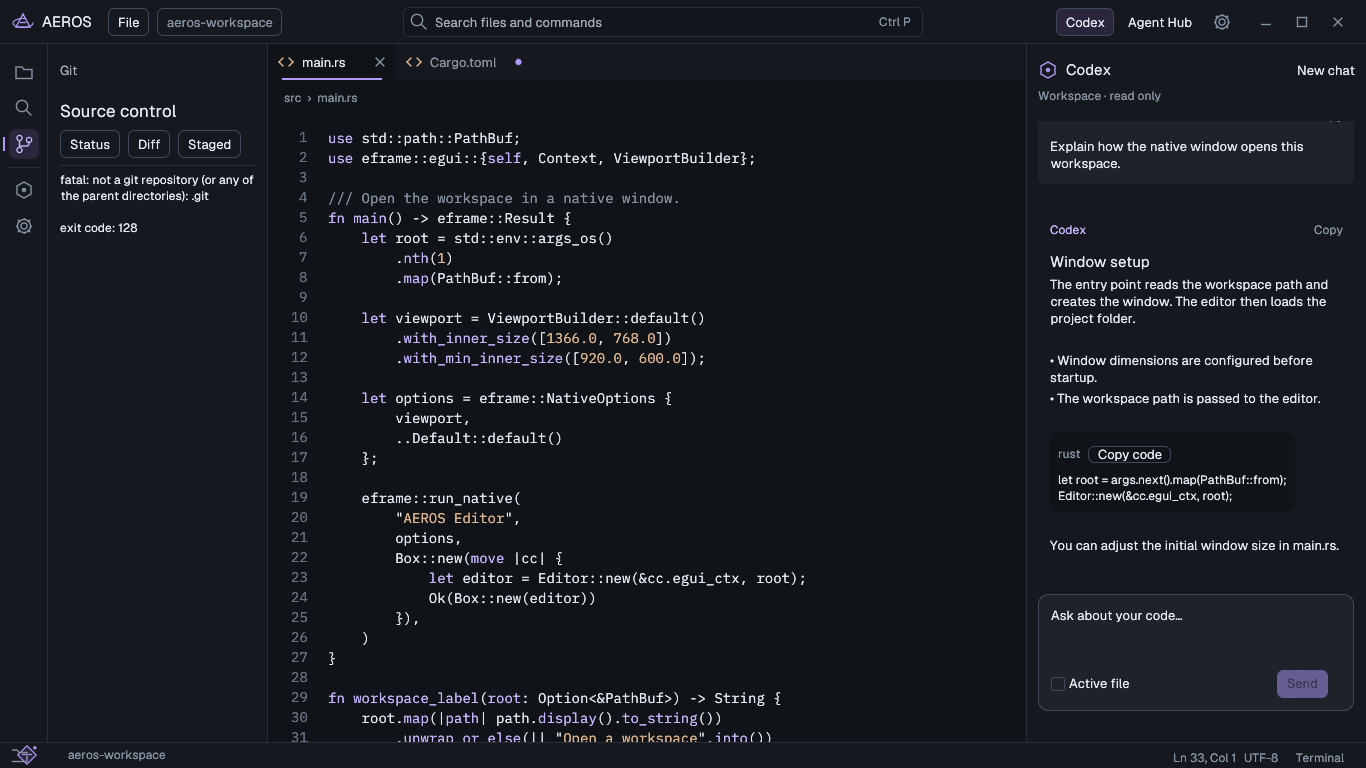 AEROS
File
aeros-workspace
Search files and commands
Ctrl P
Codex
Agent Hub
Git
Source control
Status
Diff
Staged
fatal: not a git repository (or any of
the parent directories): .git
exit code: 128
main.rs
Cargo.toml
src › main.rs
1 use std::path::PathBuf;
2 use eframe::egui::{self, Context, ViewportBuilder};
3
4 /// Open the workspace in a native window.
5 fn main() -> eframe::Result {
6     let root = std::env::args_os()
7         .nth(1)
8         .map(PathBuf::from);
9
10     let viewport = ViewportBuilder::default()
11         .with_inner_size([1366.0, 768.0])
12         .with_min_inner_size([920.0, 600.0]);
13
14     let options = eframe::NativeOptions {
15         viewport,
16         ..Default::default()
17     };
18
19     eframe::run_native(
20         "AEROS Editor",
21         options,
22         Box::new(move |cc| {
23             let editor = Editor::new(&cc.egui_ctx, root);
24             Ok(Box::new(editor))
25         }),
26     )
27 }
28
29 fn workspace_label(root: Option<&PathBuf>) -> String {
30     root.map(|path| path.display().to_string())
31         .unwrap_or_else(|| "Open a workspace".into())
Codex
New chat
Workspace · read only
Explain how the native window opens this
workspace.
Codex
Copy
Window setup
The entry point reads the workspace path and
creates the window. The editor then loads the
project folder.
• Window dimensions are configured before
startup.
• The workspace path is passed to the editor.
rust
Copy code
let root = args.next().map(PathBuf::from);
Editor::new(&cc.egui_ctx, root);
You can adjust the initial window size in main.rs.
Ask about your code…
Active file
Send
aeros-workspace
Ln 33, Col 1
UTF-8
Terminal